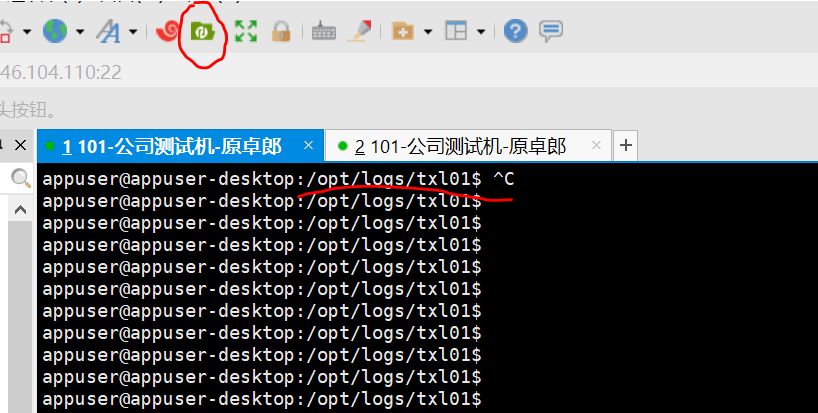 46.104.110:22
头按钮。
1 101-公司测试机-原卓郎 ×
2 101-公司测试机-原卓郎 × +
appuser@appuser-desktop:/opt/logs/txl01$ ^C
appuser@appuser-desktop:/opt/logs/txl01$
appuser@appuser-desktop:/opt/logs/txl01$
appuser@appuser-desktop:/opt/logs/txl01$
appuser@appuser-desktop:/opt/logs/txl01$
appuser@appuser-desktop:/opt/logs/txl01$
appuser@appuser-desktop:/opt/logs/txl01$
appuser@appuser-desktop:/opt/logs/txl01$
appuser@appuser-desktop:/opt/logs/txl01$
appuser@appuser-desktop:/opt/logs/txl01$
appuser@appuser-desktop:/opt/logs/txl01$